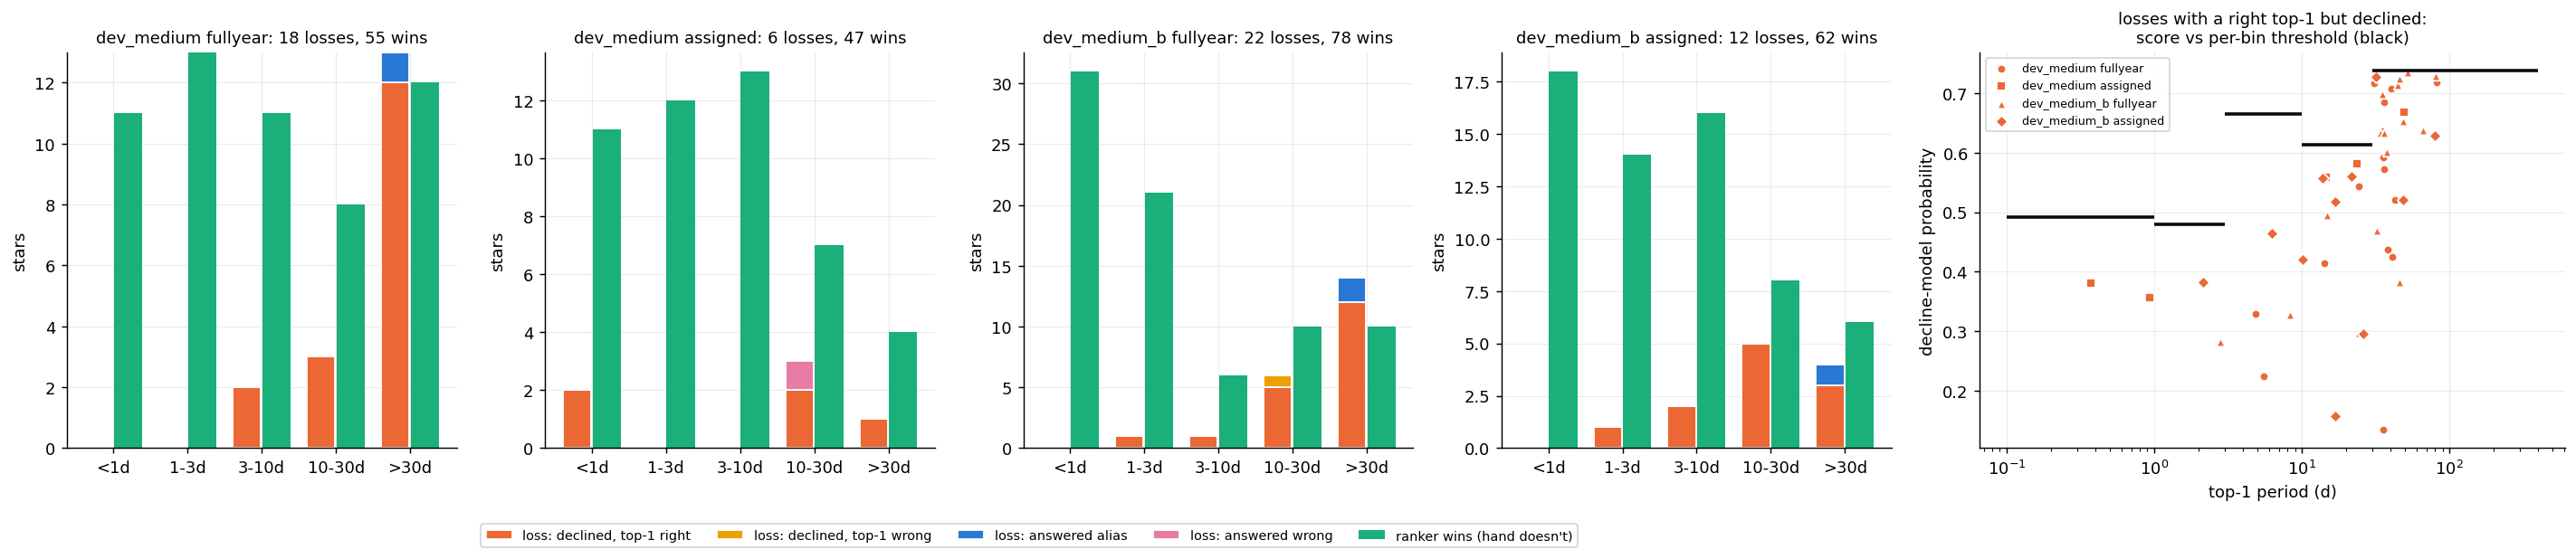 dev_medium fullyear: 18 losses, 55 wins
stars
0
2
4
6
8
10
12
<1d
1-3d
3-10d
10-30d
>30d
dev_medium assigned: 6 losses, 47 wins
stars
0
2
4
6
8
10
12
<1d
1-3d
3-10d
10-30d
>30d
dev_medium_b fullyear: 22 losses, 78 wins
stars
0
5
10
15
20
25
30
<1d
1-3d
3-10d
10-30d
>30d
dev_medium_b assigned: 12 losses, 62 wins
stars
0.0
2.5
5.0
7.5
10.0
12.5
15.0
17.5
<1d
1-3d
3-10d
10-30d
>30d
losses with a right top-1 but declined:
score vs per-bin threshold (black)
dev_medium fullyear
dev_medium assigned
dev_medium_b fullyear
dev_medium_b assigned
decline-model probability
0.2
0.3
0.4
0.5
0.6
0.7
10⁻¹
10⁰
10¹
10²
top-1 period (d)
loss: declined, top-1 right
loss: declined, top-1 wrong
loss: answered alias
loss: answered wrong
ranker wins (hand doesn't)